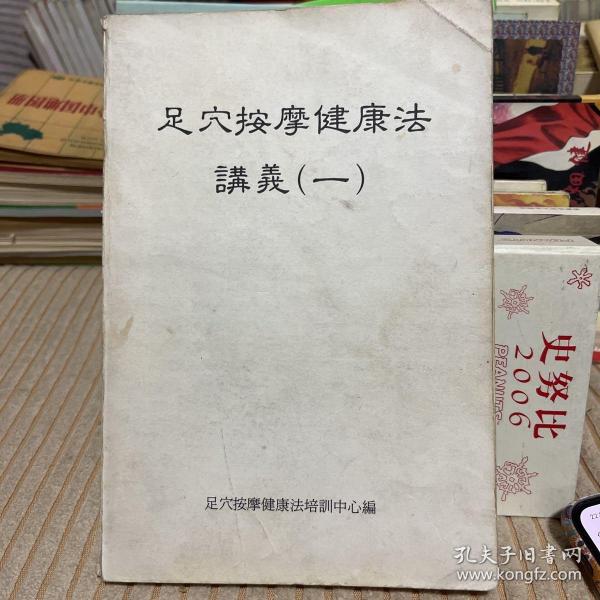 足穴按摩健康法
講義(一)
足穴按摩健康法培訓中心編
史努比
2006
PEANUTS
孔夫子旧书网
www.kongfz.com